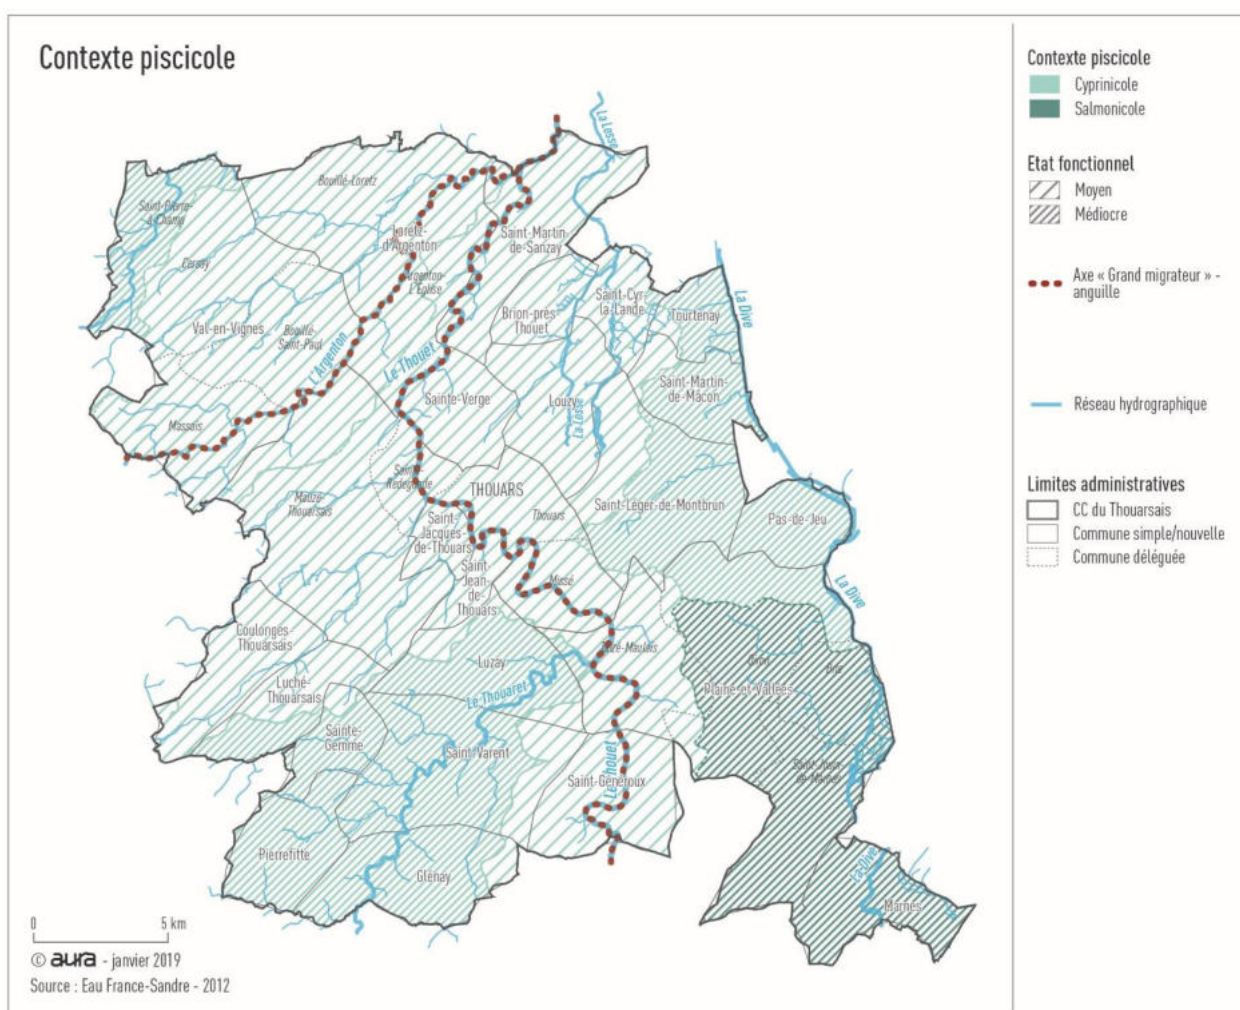 Contexte piscicole
La Losse
Bouillé-Loretz
Saint-Pierre-
à-Champ
Loretz-
d'Argenton
Saint-Martin-
de-Sanzay
Cersay
Argenton-
L'Eglise
Saint-Cyr-
la-Lande
La Dive
Brion-près-
Thouet
Tourtenay
Val-en-Vignes
Bouillé-
Saint-Paul
L'Argenton
Le Thouet
Saint-Martin-
de-Mâcon
Sainte-Verge
Louzy
La Losse
Massais
THOUARS
Mauzé-
Thouarsais
Saint-Léger-de-Montbrun
Thouars
Pas-de-Jeu
Saint-
Jacques-
de-Thouars
Saint-
Jean-
de-
Thouars
Missé
La Dive
Coulonges-
Thouarsais
Luzay
Plaine-et-Vallées
Luché-
Thouarsais
Le Thouaret
Sainte-
Gemme
Saint-Varent
Saint-Généroux
Le Thouet
Pierrefitte
Glénay
La Dive
Marnes
0 5 km
© aura - janvier 2019
Source : Eau France-Sandre - 2012
Contexte piscicole
Cyprinicole
Salmonicole
Etat fonctionnel
Moyen
Médiocre
Axe « Grand migrateur » -
anguille
Réseau hydrographique
Limites administratives
CC du Thouarsais
Commune simple/nouvelle
Commune déléguée